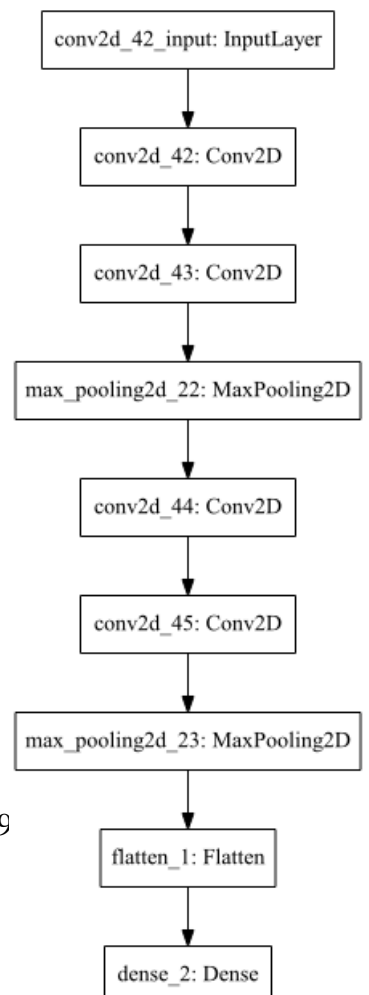 conv2d_42_input: InputLayer
conv2d_42: Conv2D
conv2d_43: Conv2D
max_pooling2d_22: MaxPooling2D
conv2d_44: Conv2D
conv2d_45: Conv2D
max_pooling2d_23: MaxPooling2D
9
flatten_1: Flatten
dense_2: Dense